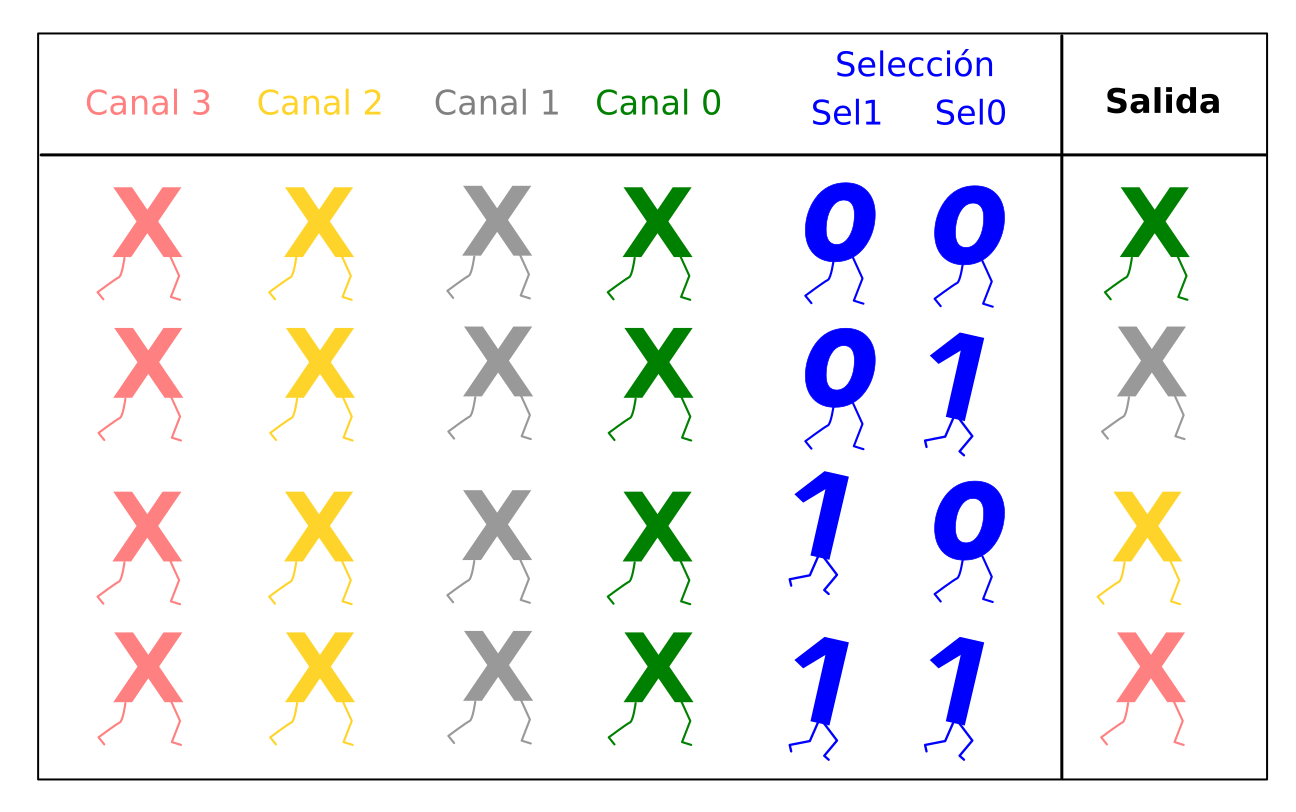 Selección
Canal 3 Canal 2 Canal 1 Canal 0 Sel1 Sel0 Salida
X X X X 0 0 X
X X X X 0 1 X
X X X X 1 0 X
X X X X 1 1 X